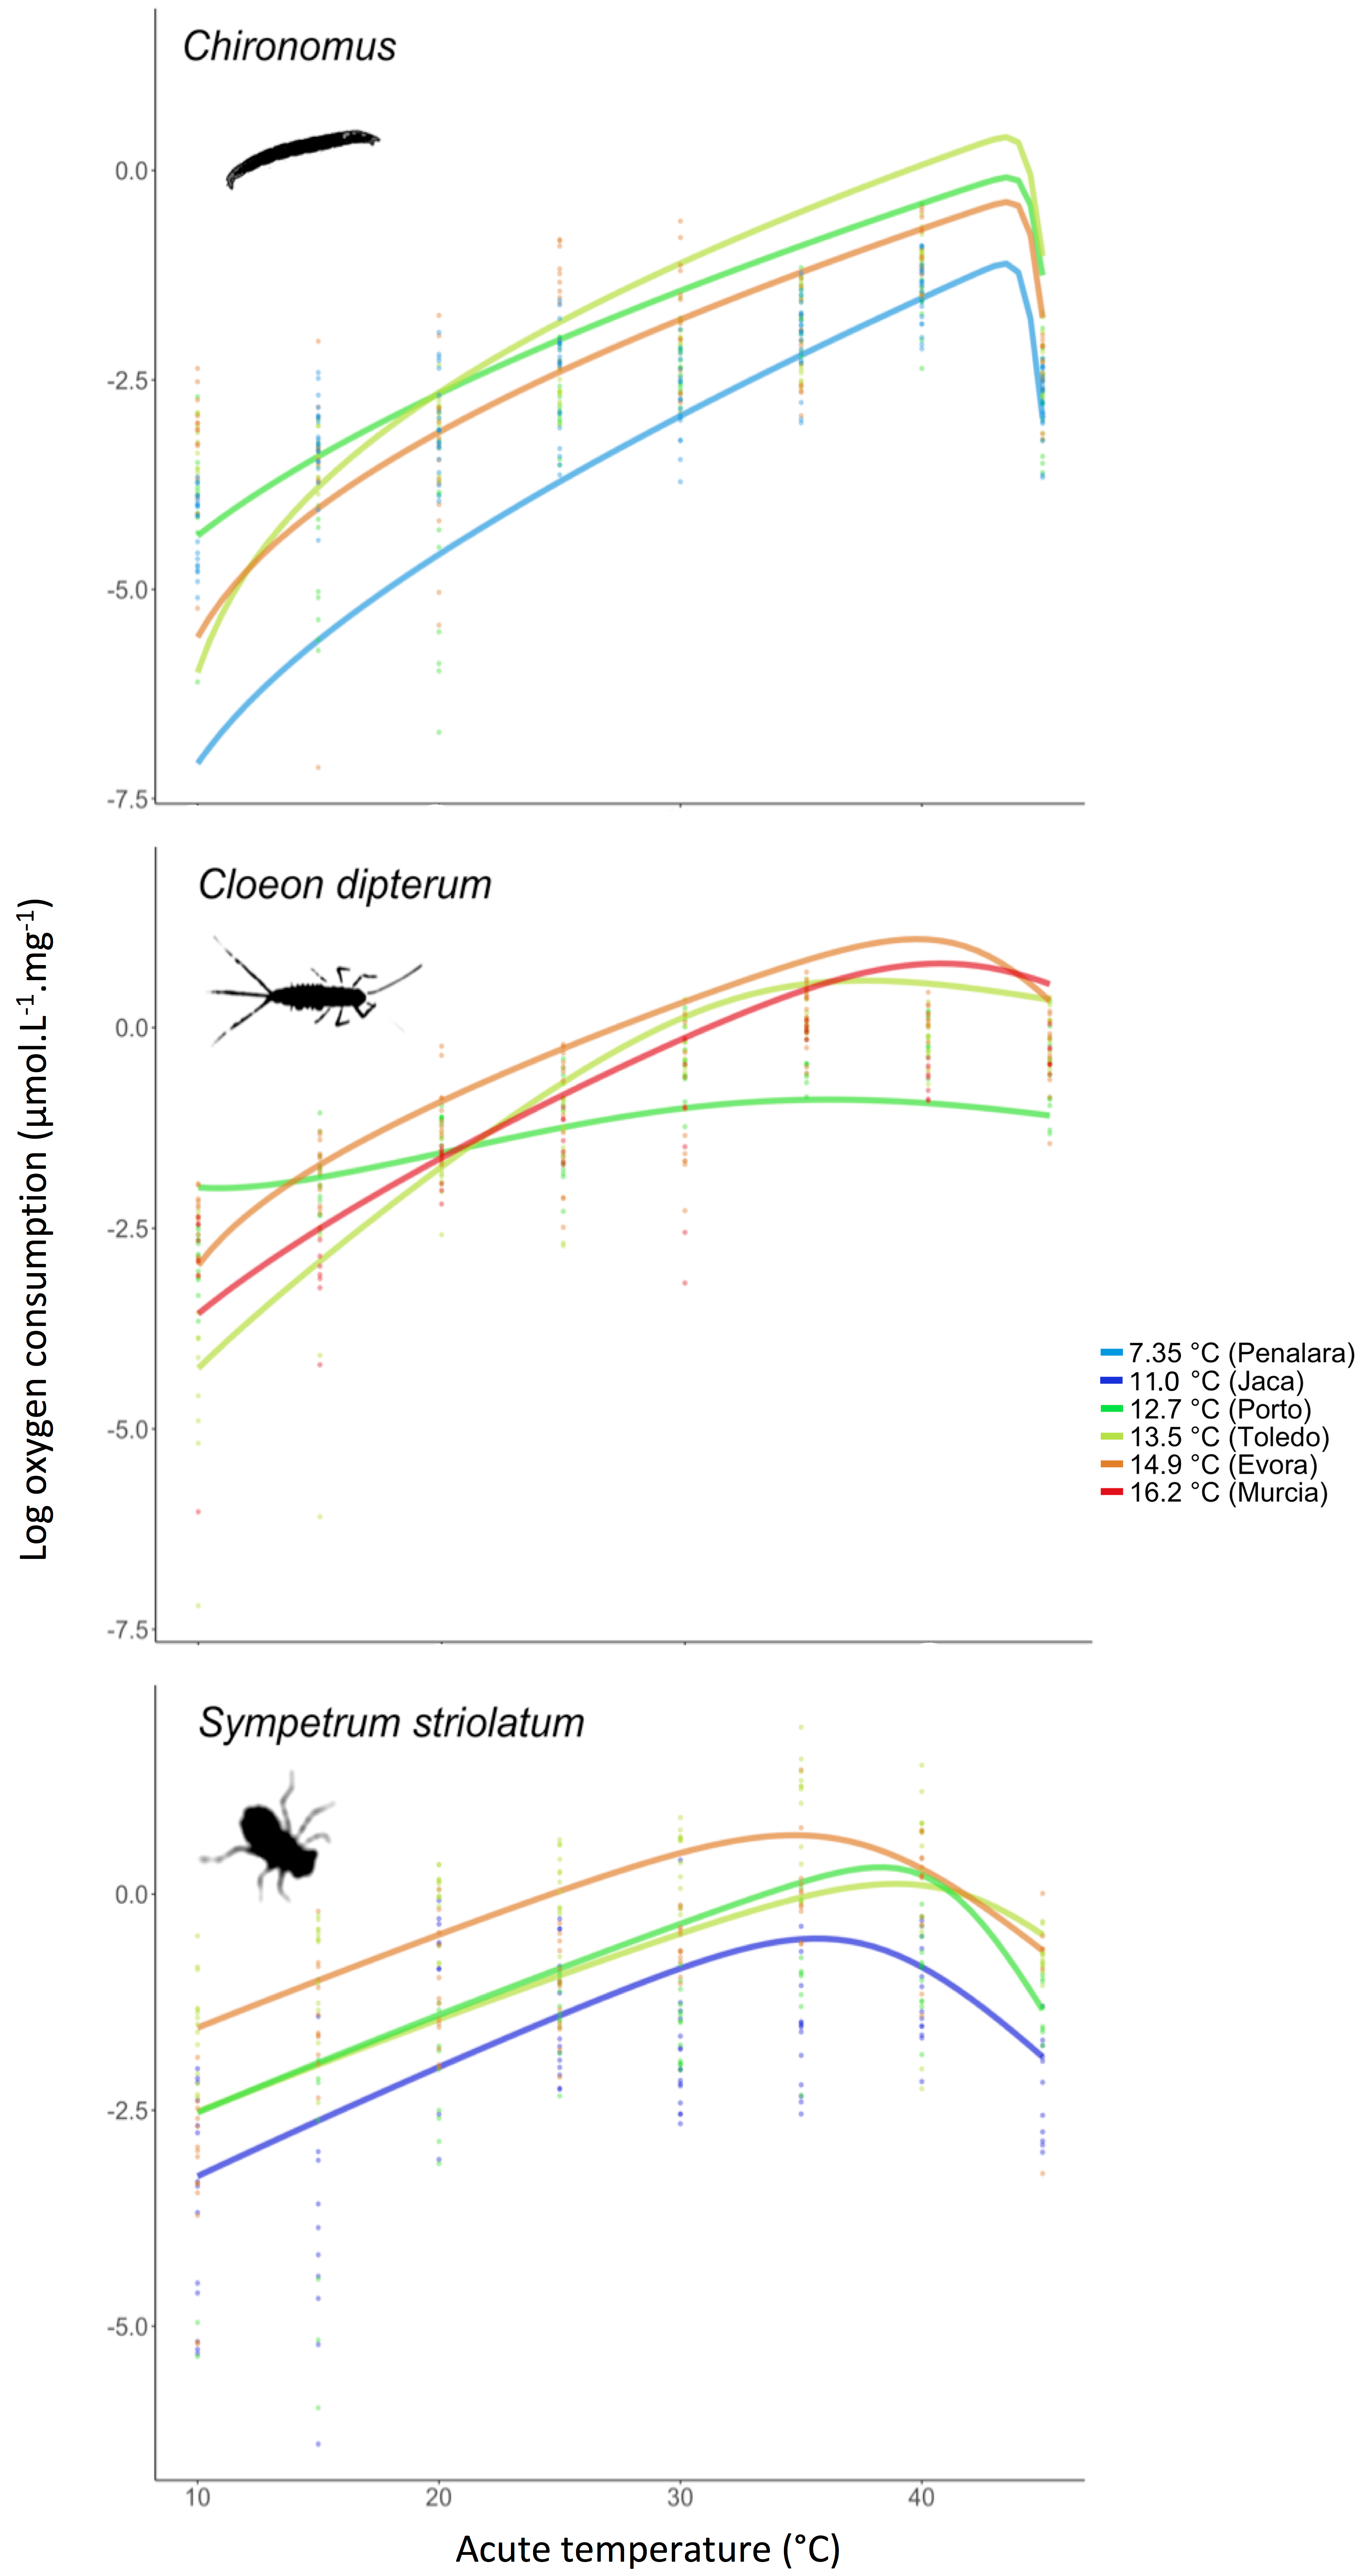 Chironomus
0.0
-2.5
-5.0
-7.5
Cloeon dipterum
0.0
-2.5
-5.0
-7.5
Log oxygen consumption (µmol.L⁻¹.mg⁻¹)
7.35 °C (Penalara)
11.0 °C (Jaca)
12.7 °C (Porto)
13.5 °C (Toledo)
14.9 °C (Evora)
16.2 °C (Murcia)
Sympetrum striolatum
0.0
-2.5
-5.0
10 20 30 40
Acute temperature (°C)